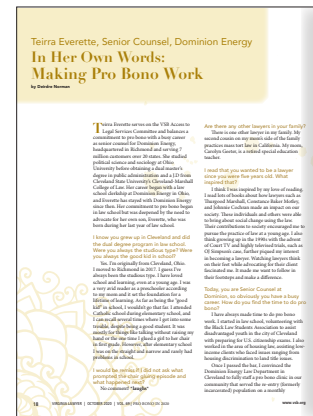 Teirra Everette, Senior Counsel, Dominion Energy
In Her Own Words:
Making Pro Bono Work
by Deirdre Norman
Teirra Everette serves on the VSB Access to
Legal Services Committee and balances a
commitment to pro bono with a busy career
as senior counsel for Dominion Energy,
headquartered in Richmond and serving 7
million customers over 20 states. She studied
political science and sociology at Ohio
University before obtaining a dual master's
degree in public administration and a JD from
Cleveland State University's Cleveland-Marshall
College of Law. Her career began with a law
school clerkship at Dominion Energy in Ohio,
and Everette has stayed with Dominion Energy
since then. Her commitment to pro bono began
in law school but was deepened by the need to
advocate for her own son, Everette, who was
born during her last year of law school.
I know you grew up in Cleveland and did
the dual degree program in law school.
Were you always the studious type? Were
you always the good kid in school?
Yes. I'm originally from Cleveland, Ohio.
I moved to Richmond in 2017. I guess I've
always been the studious type. I have loved
school and learning, even at a young age. I was
a very avid reader as a preschooler according
to my mom and it set the foundation for a
lifetime of learning. As far as being the "good
kid" in school, I wouldn't go that far. I attended
Catholic school during elementary school, and
I can recall several times where I got into some
trouble, despite being a good student. It was
mostly for things like talking without raising my
hand or the one time I glued a girl to her chair
in first grade. However, after elementary school
I was on the straight and narrow and rarely had
problems in school.
I would be remiss if I did not ask what
prompted the chair gluing episode and
what happened next?
No comment! *laughs*
Are there any other lawyers in your family?
There is one other lawyer in my family. My
second cousin on my mom's side of the family
practices mass tort law in California. My mom,
Carolyn Geeter, is a retired special education
teacher.
I read that you wanted to be a lawyer
since you were five years old. What
inspired that?
I think I was inspired by my love of reading.
I read lots of books about how lawyers such as
Thurgood Marshall, Constance Baker Motley,
and Johnnie Cochran made an impact on our
society. These individuals and others were able
to bring about social change using the law.
Their contributions to society encouraged me to
pursue the practice of law at a young age. I also
think growing up in the 1990s with the advent
of Court TV and highly televised trials, such as
the Simpson case, further piqued my interest
in becoming a lawyer. Watching lawyers think
on their feet while advocating for their client
fascinated me. It made me want to follow in
their footsteps and make a difference.
Today, you are Senior Counsel at
Dominion, so obviously you have a busy
career. How do you find the time to do pro
bono?
I have always made time to do pro bono
work. I started in law school, volunteering with
the Black Law Students Association to assist
disadvantaged youth in the city of Cleveland
with preparing for U.S. citizenship exams. I also
worked in the area of housing law, assisting low-
income clients who faced issues ranging from
housing discrimination to land title issues.
Once I passed the bar, I convinced the
Dominion Energy Law Department in
Cleveland to fully staff a pro bono clinic in our
community that served the re-entry (formerly
incarcerated) population on a monthly
18 VIRGINIA LAWYER | OCTOBER 2020 | VOL. 69 | PRO BONO IN 2020
www.vsb.org